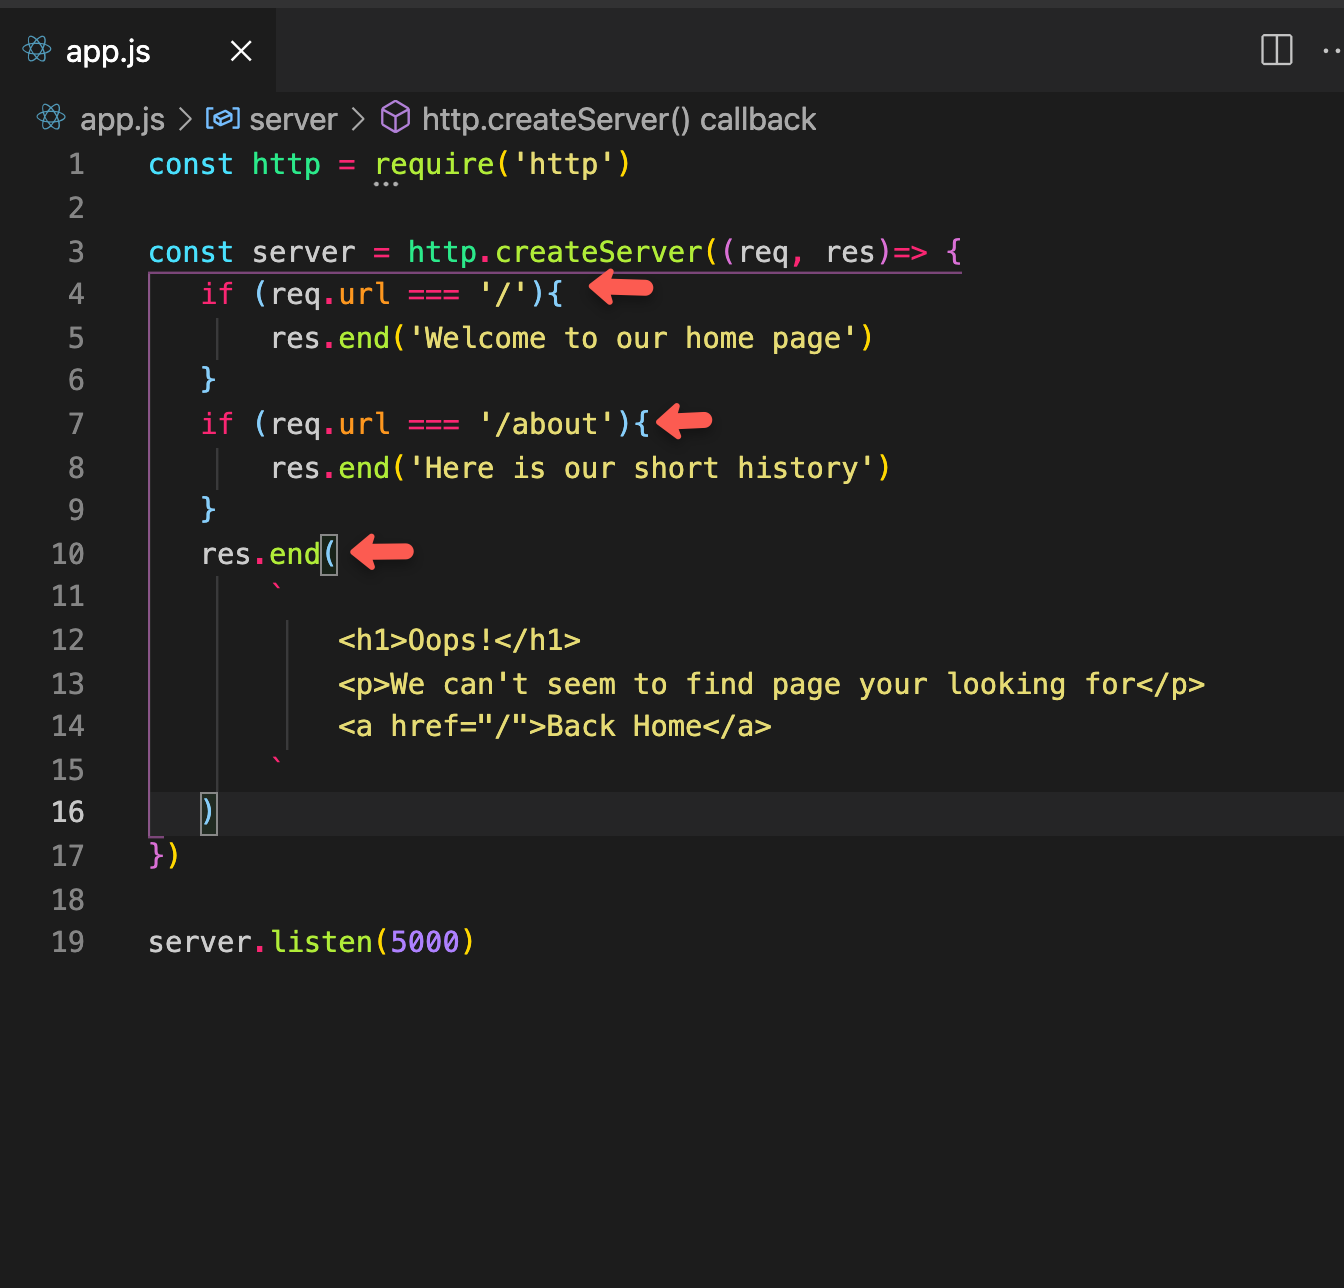 app.js
app.js > server > http.createServer() callback
1 const http = require('http')
2
3 const server = http.createServer((req, res)=> {
4 if (req.url === '/'){
5 res.end('Welcome to our home page')
6 }
7 if (req.url === '/about'){
8 res.end('Here is our short history')
9 }
10 res.end(
11 `
12 <h1>Oops!</h1>
13 <p>We can't seem to find page your looking for</p>
14 <a href="/">Back Home</a>
15 `
16 )
17 })
18
19 server.listen(5000)